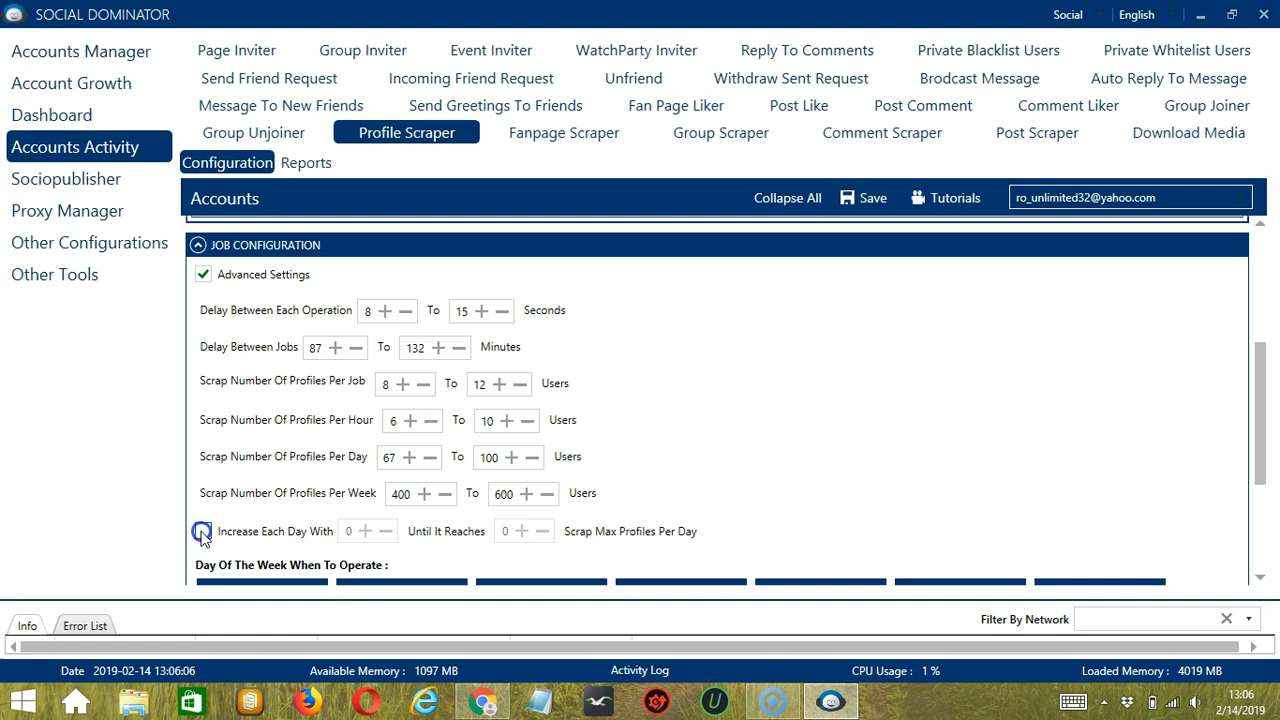 SOCIAL DOMINATOR Social English
Accounts Manager
Account Growth
Dashboard
Accounts Activity
Sociopublisher
Proxy Manager
Other Configurations
Other Tools
Page Inviter Group Inviter Event Inviter WatchParty Inviter Reply To Comments Private Blacklist Users Private Whitelist Users
Send Friend Request Incoming Friend Request Unfriend Withdraw Sent Request Brodcast Message Auto Reply To Message
Message To New Friends Send Greetings To Friends Fan Page Liker Post Like Post Comment Comment Liker Group Joiner
Group Unjoiner Profile Scraper Fanpage Scraper Group Scraper Comment Scraper Post Scraper Download Media
Configuration Reports
Accounts Collapse All Save Tutorials ro_unlimited32@yahoo.com
JOB CONFIGURATION
Advanced Settings
Delay Between Each Operation 8 To 15 Seconds
Delay Between Jobs 87 To 132 Minutes
Scrap Number Of Profiles Per Job 8 To 12 Users
Scrap Number Of Profiles Per Hour 6 To 10 Users
Scrap Number Of Profiles Per Day 67 To 100 Users
Scrap Number Of Profiles Per Week 400 To 600 Users
Increase Each Day With 0 Until It Reaches 0 Scrap Max Profiles Per Day
Day Of The Week When To Operate :
Info Error List Filter By Network
Date 2019-02-14 13:06:06 Available Memory : 1097 MB Activity Log CPU Usage : 1 % Loaded Memory : 4019 MB
13:06
2/14/2019